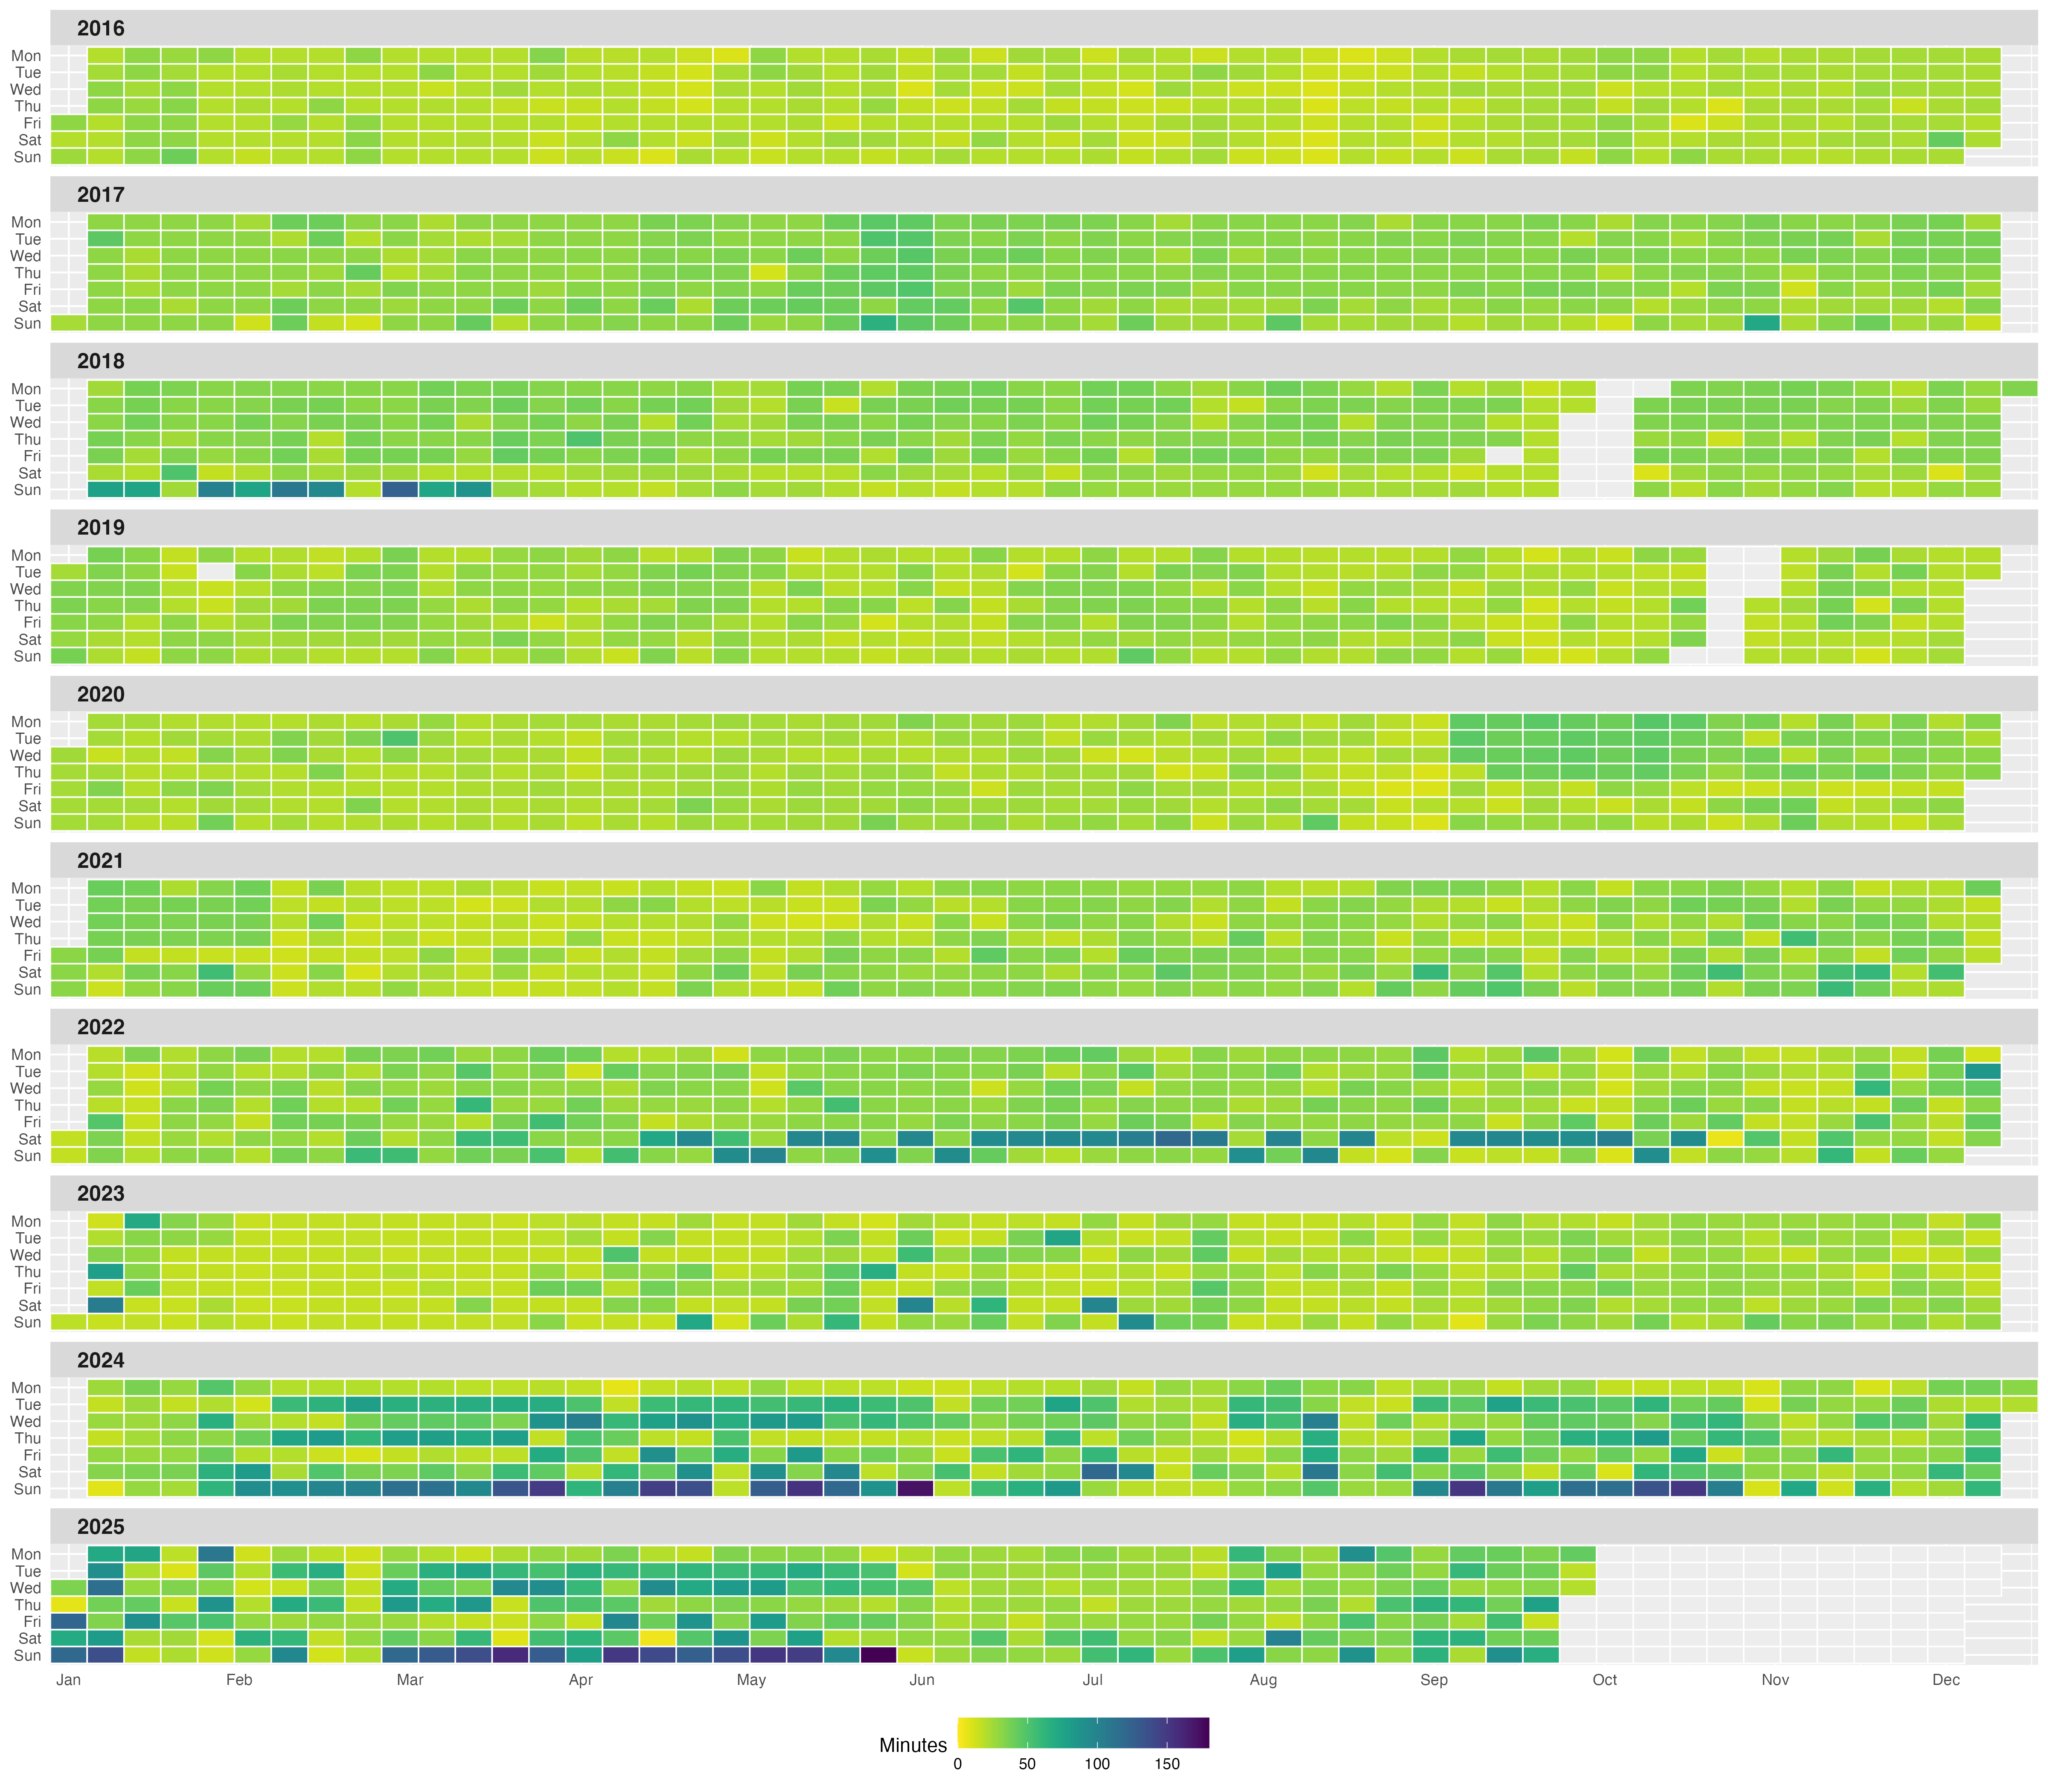 2016
Mon
Tue
Wed
Thu
Fri
Sat
Sun
2017
Mon
Tue
Wed
Thu
Fri
Sat
Sun
2018
Mon
Tue
Wed
Thu
Fri
Sat
Sun
2019
Mon
Tue
Wed
Thu
Fri
Sat
Sun
2020
Mon
Tue
Wed
Thu
Fri
Sat
Sun
2021
Mon
Tue
Wed
Thu
Fri
Sat
Sun
2022
Mon
Tue
Wed
Thu
Fri
Sat
Sun
2023
Mon
Tue
Wed
Thu
Fri
Sat
Sun
2024
Mon
Tue
Wed
Thu
Fri
Sat
Sun
2025
Mon
Tue
Wed
Thu
Fri
Sat
Sun
Jan Feb Mar Apr May Jun Jul Aug Sep Oct Nov Dec
Minutes
0 50 100 150